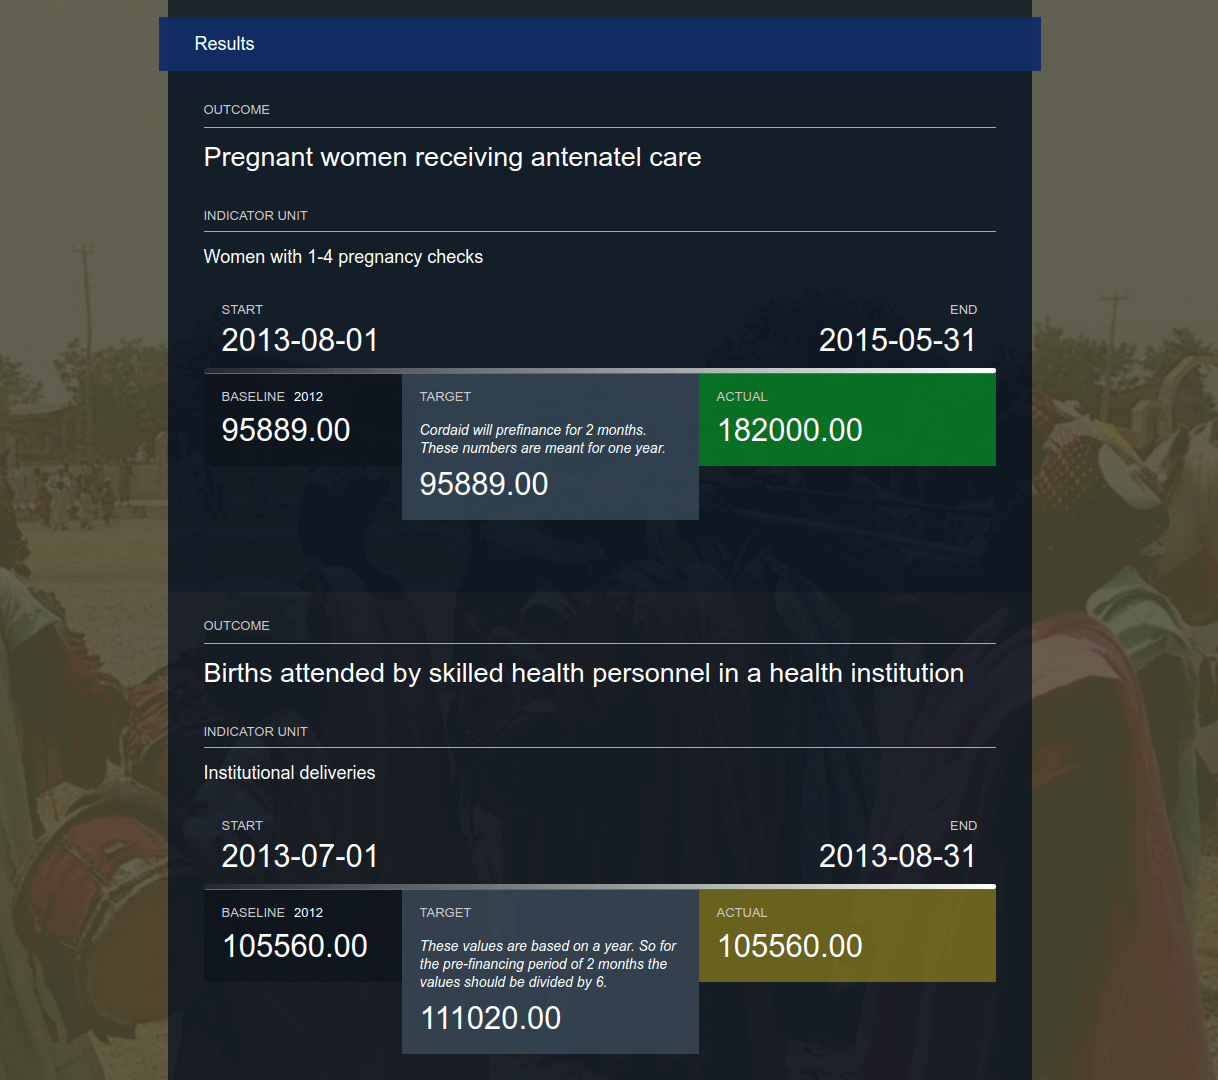 Results
OUTCOME
Pregnant women receiving antenatel care
INDICATOR UNIT
Women with 1-4 pregnancy checks
START
2013-08-01
END
2015-05-31
BASELINE 2012
95889.00
TARGET
Cordaid will prefinance for 2 months.
These numbers are meant for one year.
95889.00
ACTUAL
182000.00
OUTCOME
Births attended by skilled health personnel in a health institution
INDICATOR UNIT
Institutional deliveries
START
2013-07-01
END
2013-08-31
BASELINE 2012
105560.00
TARGET
These values are based on a year. So for
the pre-financing period of 2 months the
values should be divided by 6.
111020.00
ACTUAL
105560.00